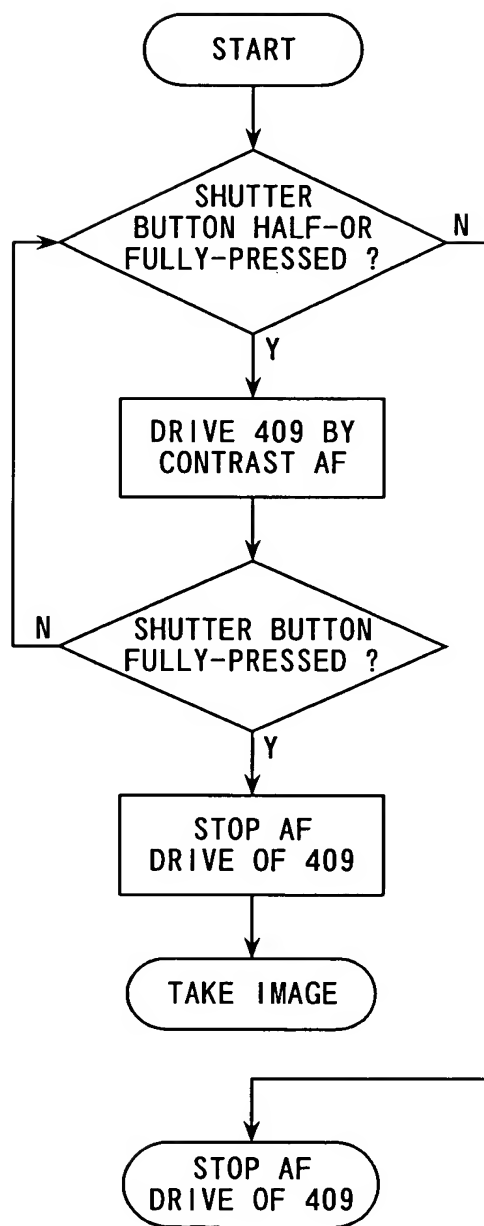 START
SHUTTER
BUTTON HALF-OR
FULLY-PRESSED ?
N
Y
DRIVE 409 BY
CONTRAST AF
N
SHUTTER BUTTON
FULLY-PRESSED ?
Y
STOP AF
DRIVE OF 409
TAKE IMAGE
STOP AF
DRIVE OF 409